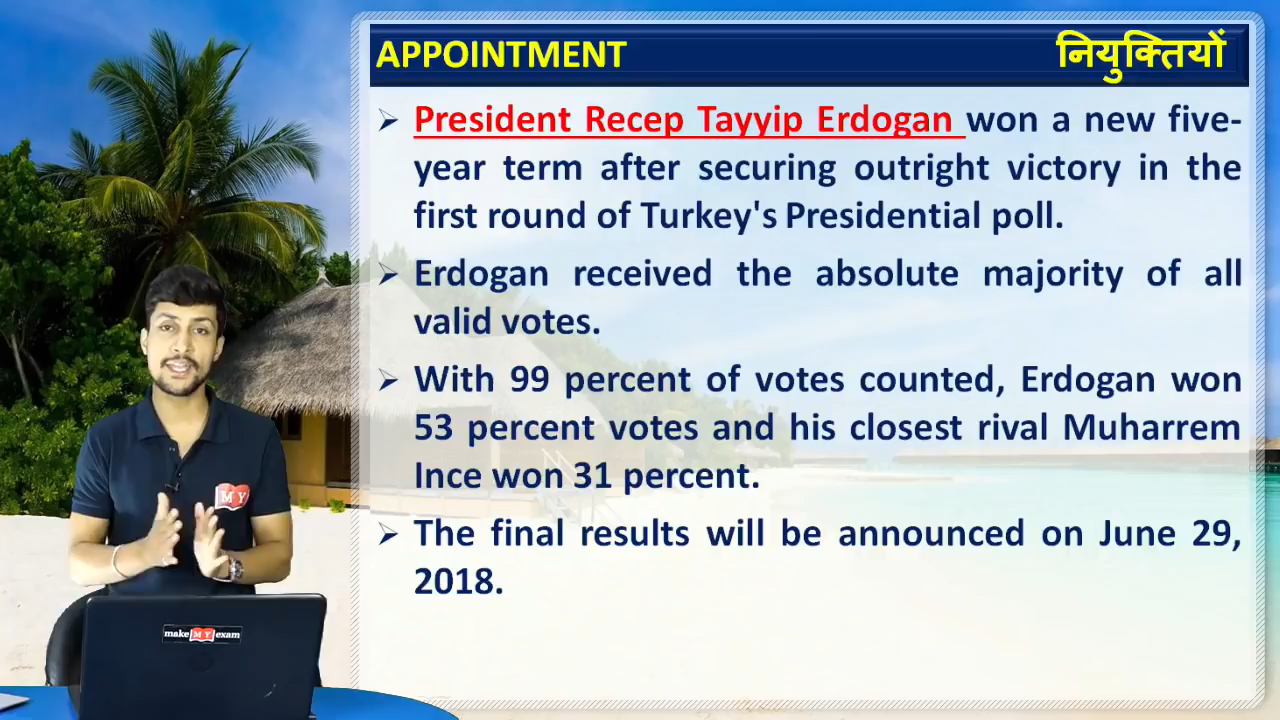 APPOINTMENT नियुक्तियों
➢ President Recep Tayyip Erdogan won a new five-
year term after securing outright victory in the
first round of Turkey's Presidential poll.
➢ Erdogan received the absolute majority of all
valid votes.
➢ With 99 percent of votes counted, Erdogan won
53 percent votes and his closest rival Muharrem
Ince won 31 percent.
➢ The final results will be announced on June 29,
2018.
MY
make MY exam